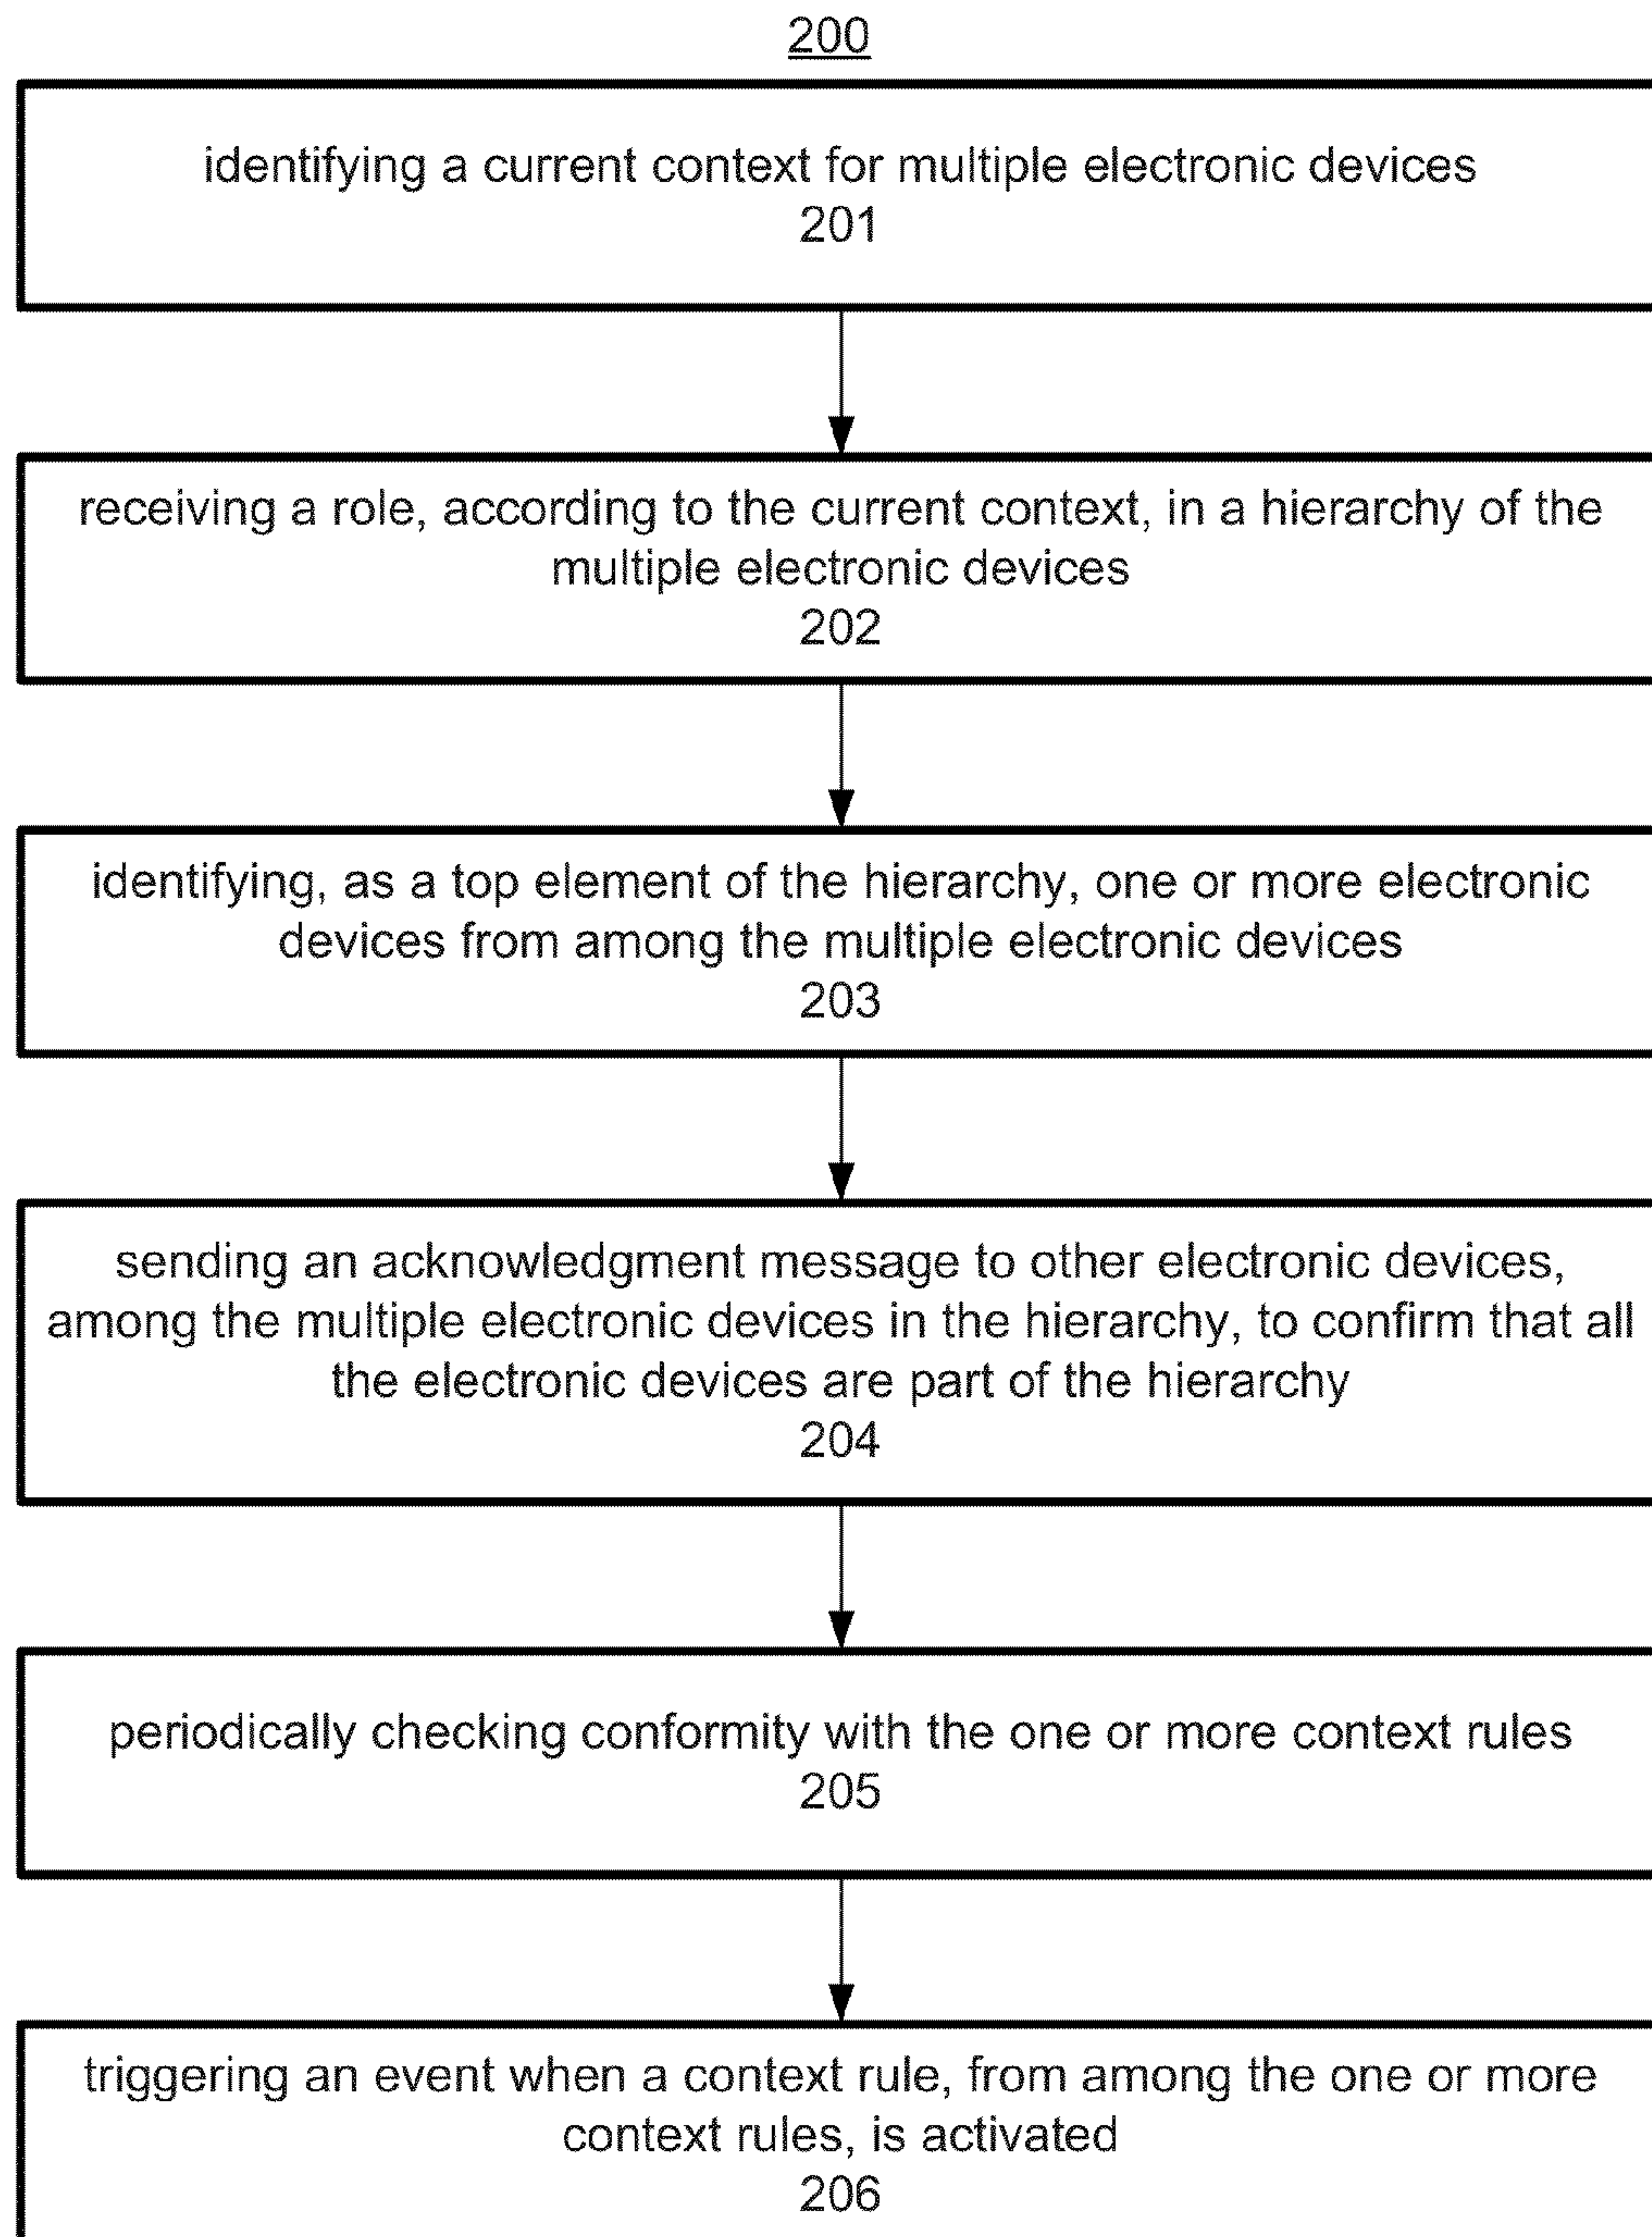 200
identifying a current context for multiple electronic devices
201
receiving a role, according to the current context, in a hierarchy of the
multiple electronic devices
202
identifying, as a top element of the hierarchy, one or more electronic
devices from among the multiple electronic devices
203
sending an acknowledgment message to other electronic devices,
among the multiple electronic devices in the hierarchy, to confirm that all
the electronic devices are part of the hierarchy
204
periodically checking conformity with the one or more context rules
205
triggering an event when a context rule, from among the one or more
context rules, is activated
206